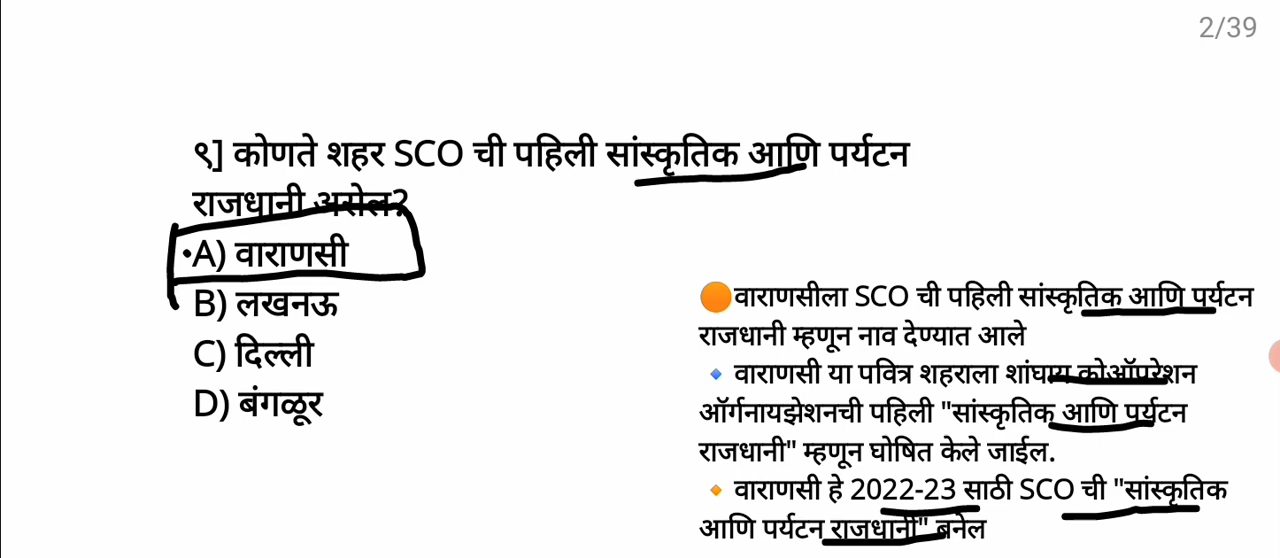 2/39
९] कोणते शहर SCO ची पहिली सांस्कृतिक आणि पर्यटन
राजधानी असेल?
•A) वाराणसी
B) लखनऊ
C) दिल्ली
D) बंगळूर
🟠वाराणसीला SCO ची पहिली सांस्कृतिक आणि पर्यटन
राजधानी म्हणून नाव देण्यात आले
🔹 वाराणसी या पवित्र शहराला शांघाय कोऑपरेशन
ऑर्गनायझेशनची पहिली "सांस्कृतिक आणि पर्यटन
राजधानी" म्हणून घोषित केले जाईल.
🔸 वाराणसी हे 2022-23 साठी SCO ची "सांस्कृतिक
आणि पर्यटन राजधानी" बनेल